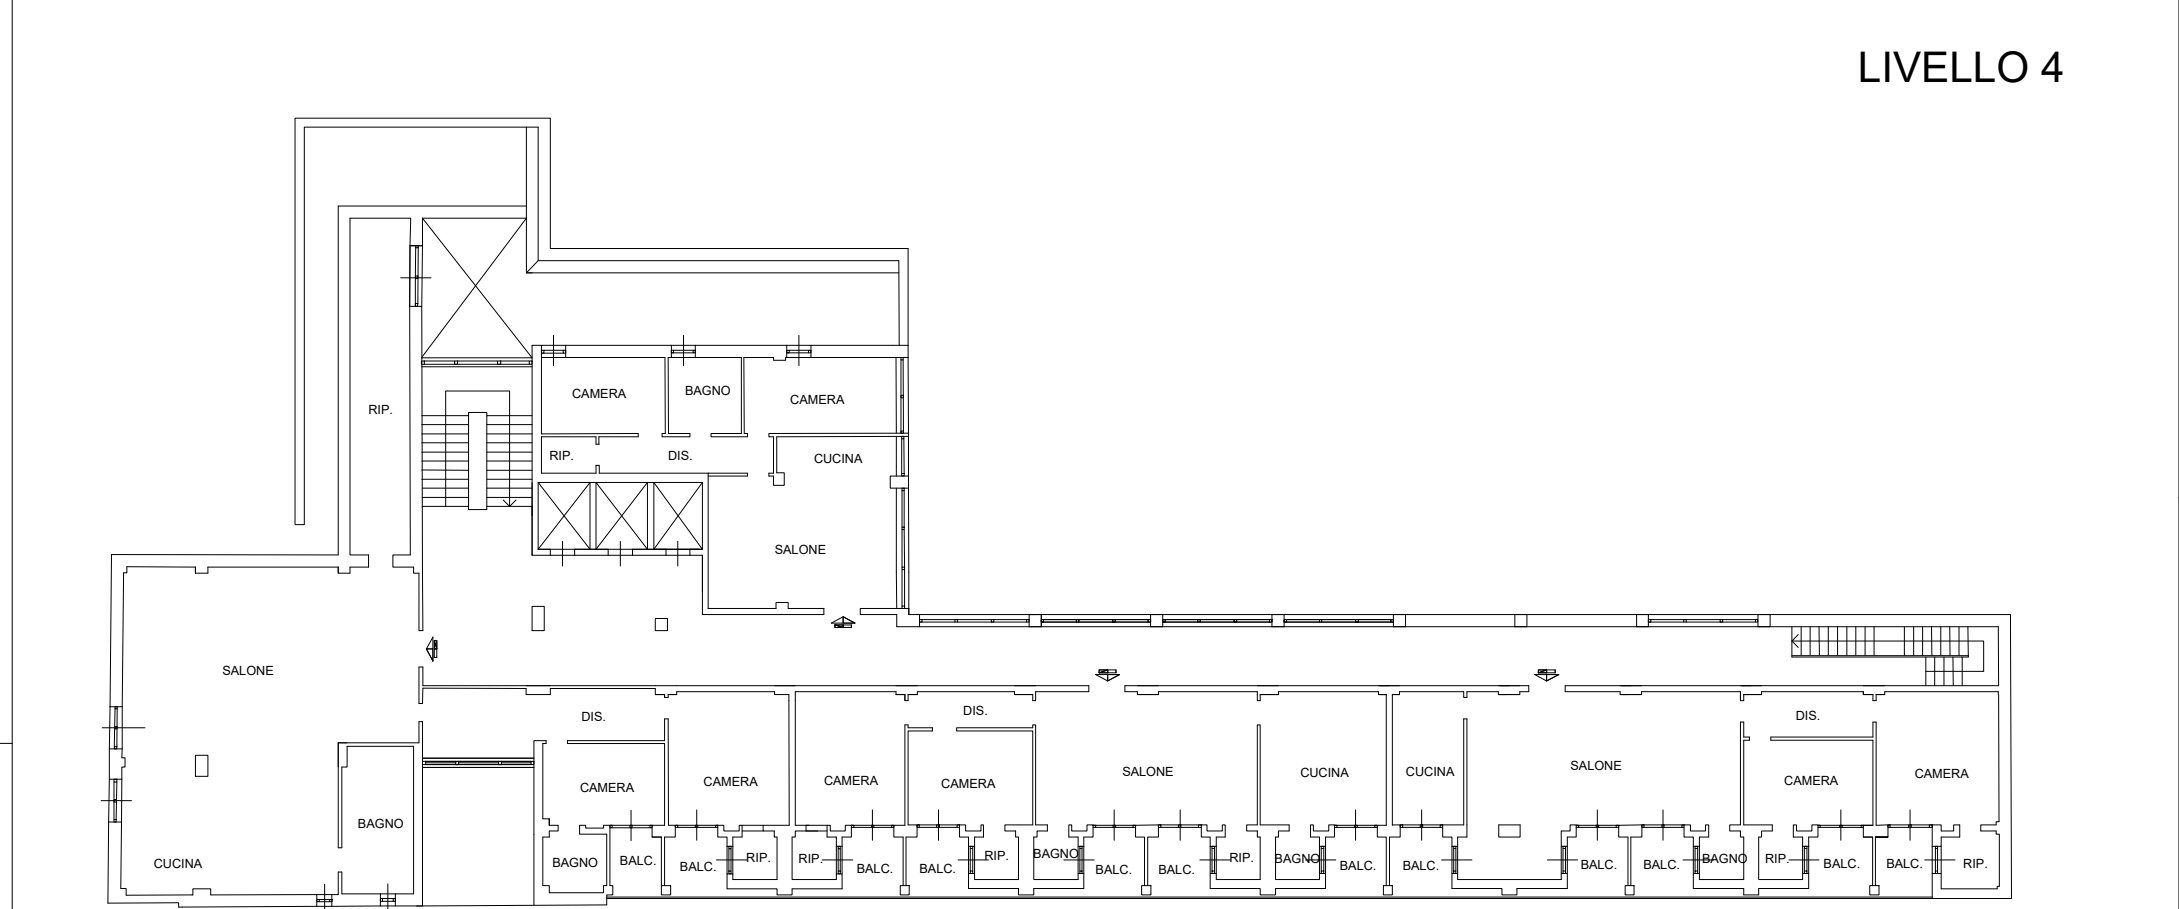 LIVELLO 4
CAMERA
BAGNO
CAMERA
RIP.
RIP.
DIS.
CUCINA
SALONE
SALONE
DIS.
DIS.
DIS.
CAMERA
CAMERA
CAMERA
CAMERA
SALONE
CUCINA
CUCINA
SALONE
CAMERA
CAMERA
BAGNO
CUCINA
BAGNO
BALC.
BALC.
RIP.
RIP.
BALC.
BALC.
RIP.
BAGNO
BALC.
BALC.
RIP.
BAGNO
BALC.
BALC.
BALC.
BALC.
BAGNO
RIP.
BALC.
BALC.
RIP.